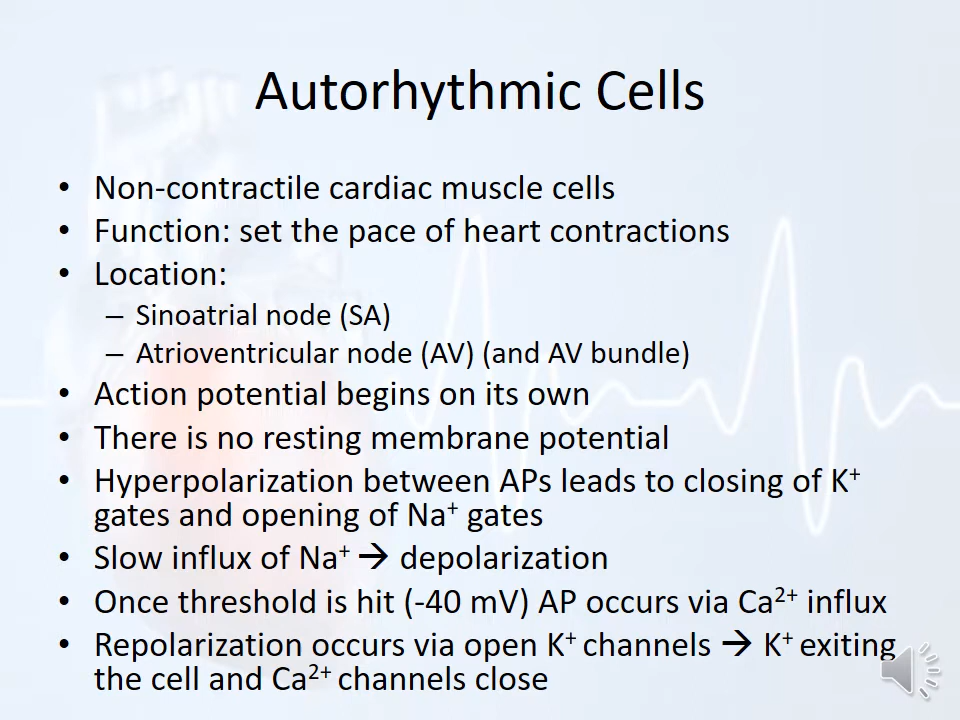 Autorhythmic Cells
• Non-contractile cardiac muscle cells
• Function: set the pace of heart contractions
• Location:
– Sinoatrial node (SA)
– Atrioventricular node (AV) (and AV bundle)
• Action potential begins on its own
• There is no resting membrane potential
• Hyperpolarization between APs leads to closing of K⁺
gates and opening of Na⁺ gates
• Slow influx of Na⁺ → depolarization
• Once threshold is hit (-40 mV) AP occurs via Ca²⁺ influx
• Repolarization occurs via open K⁺ channels → K⁺ exiting
the cell and Ca²⁺ channels close